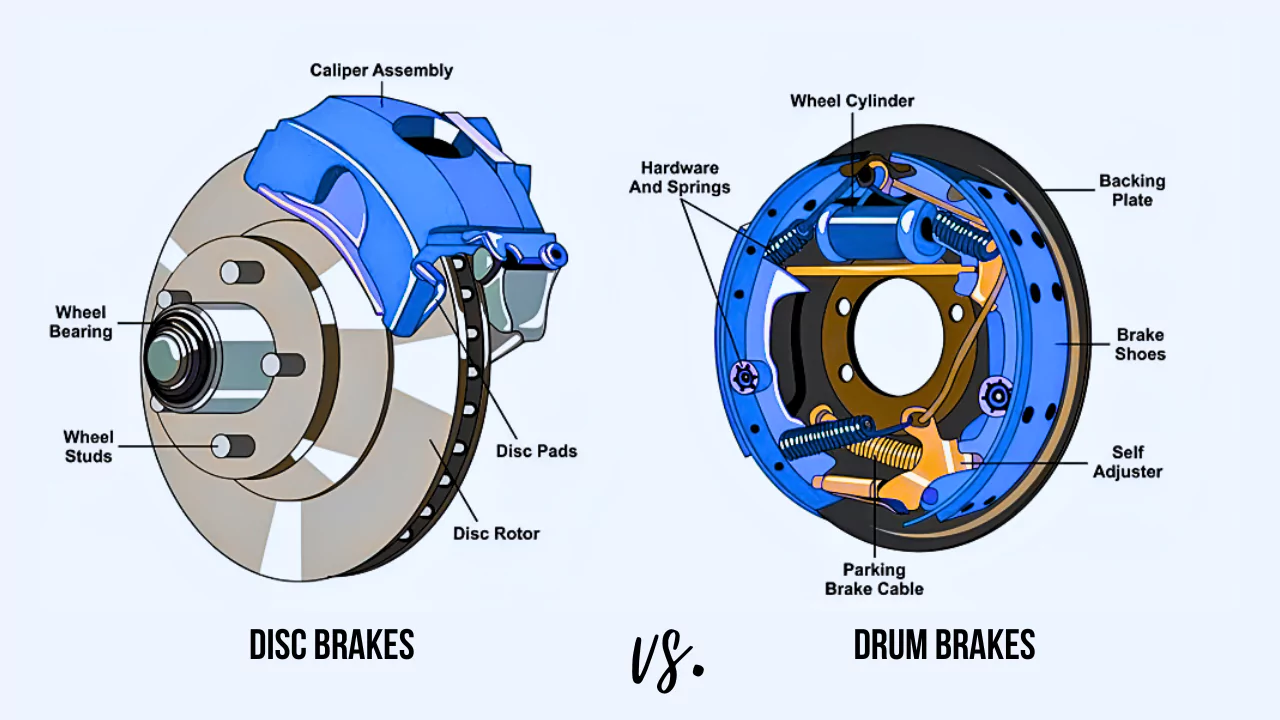 Caliper Assembly
Wheel
Bearing
Wheel
Studs
Disc Pads
Disc Rotor
DISC BRAKES
VS.
Wheel Cylinder
Hardware
And Springs
Backing
Plate
Brake
Shoes
Self
Adjuster
Parking
Brake Cable
DRUM BRAKES